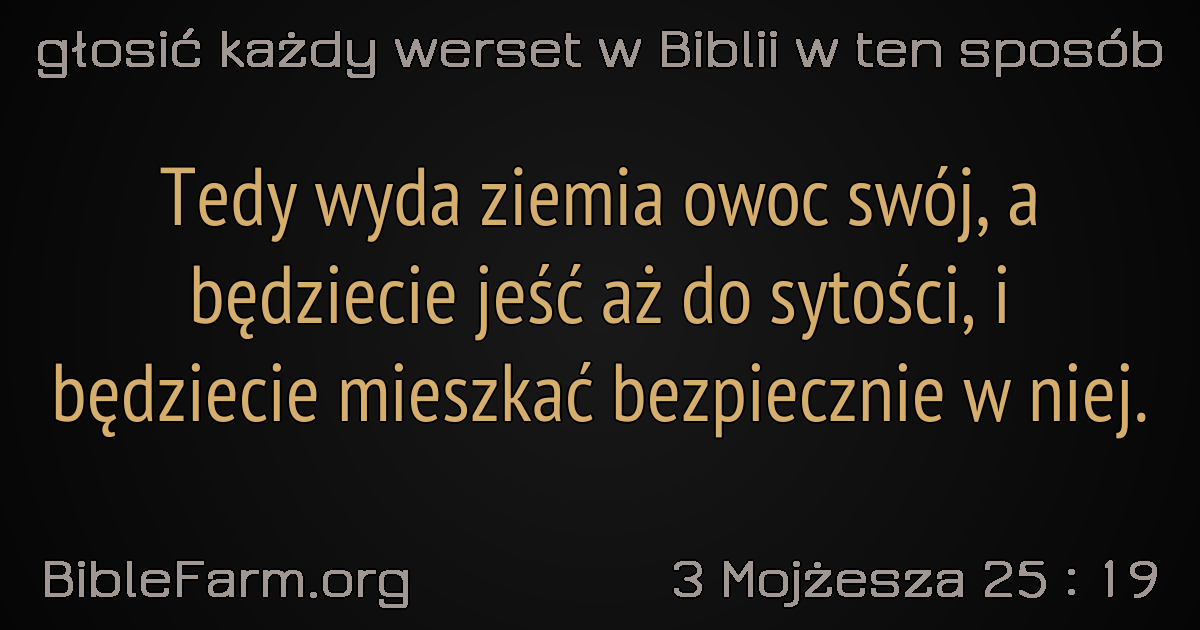 głosić każdy werset w Biblii w ten sposób
Tedy wyda ziemia owoc swój, a
będziecie jeść aż do sytości, i
będziecie mieszkać bezpiecznie w niej.
BibleFarm.org
3 Mojżesza 25 : 19